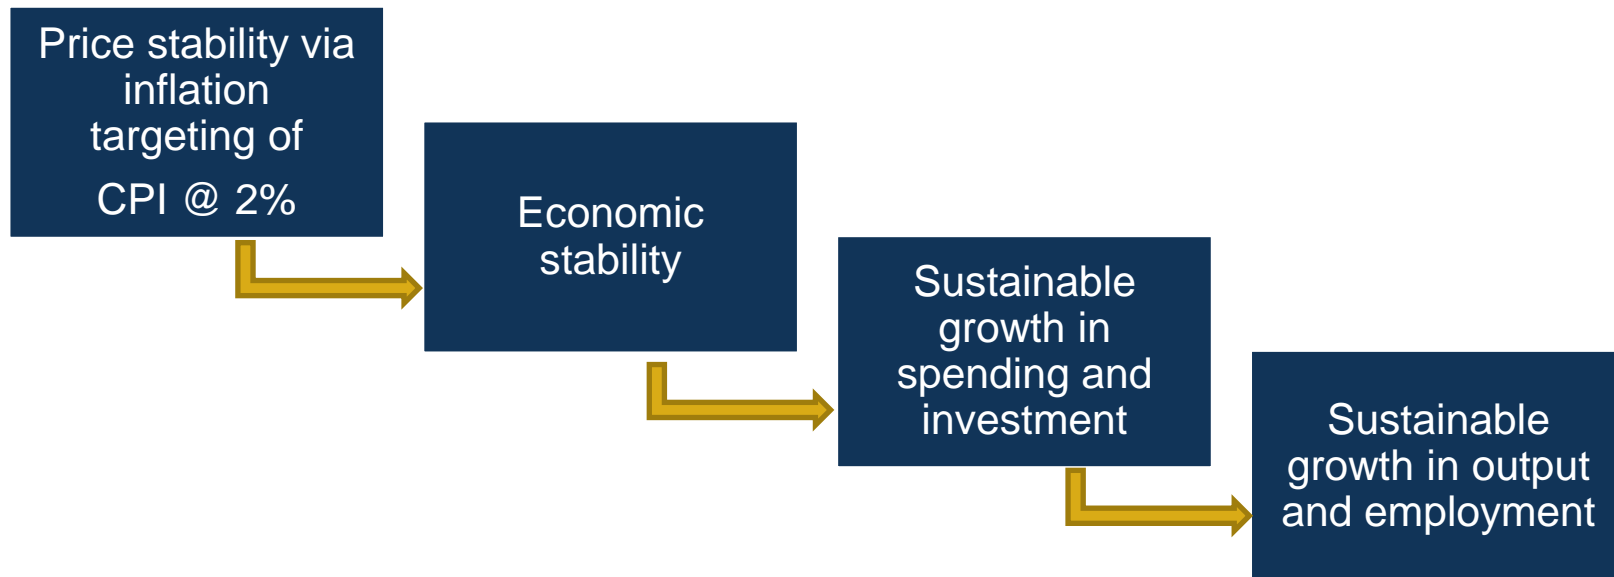 Price stability via
inflation
targeting of
CPI @ 2%
Economic
stability
Sustainable
growth in
spending and
investment
Sustainable
growth in output
and employment